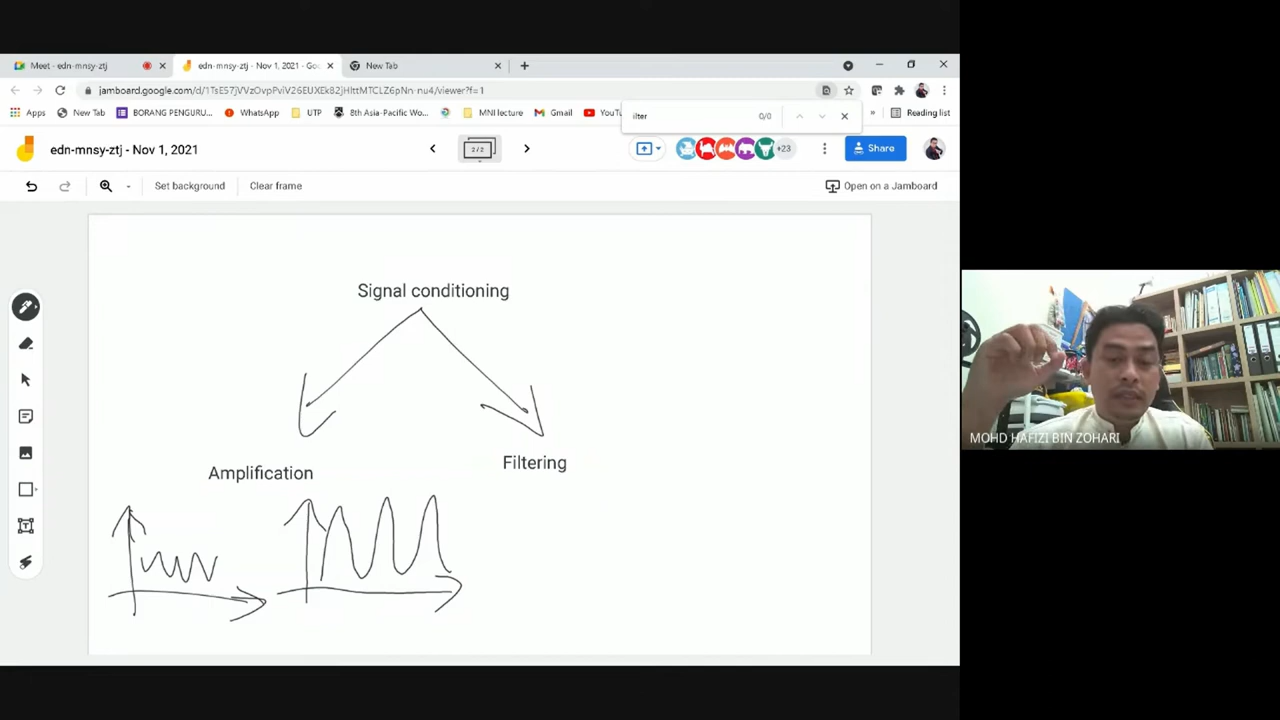 Meet - edn-mnsy-ztj
edn-mnsy-ztj - Nov 1, 2021 - Goo
New Tab
jamboard.google.com/d/1TsE57jVVzOvpPviV26EUXEk82jHIttMTCLZ6pNn-nu4/viewer?f=1
ilter
0/0
Apps
New Tab
BORANG PENGURU...
WhatsApp
UTP
8th Asia-Pacific Wo...
MNI lecture
Gmail
YouTu
»
Reading list
edn-mnsy-ztj - Nov 1, 2021
2/2
+23
Share
Set background
Clear frame
Open on a Jamboard
Signal conditioning
Amplification
Filtering
MOHD HAFIZI BIN ZOHARI